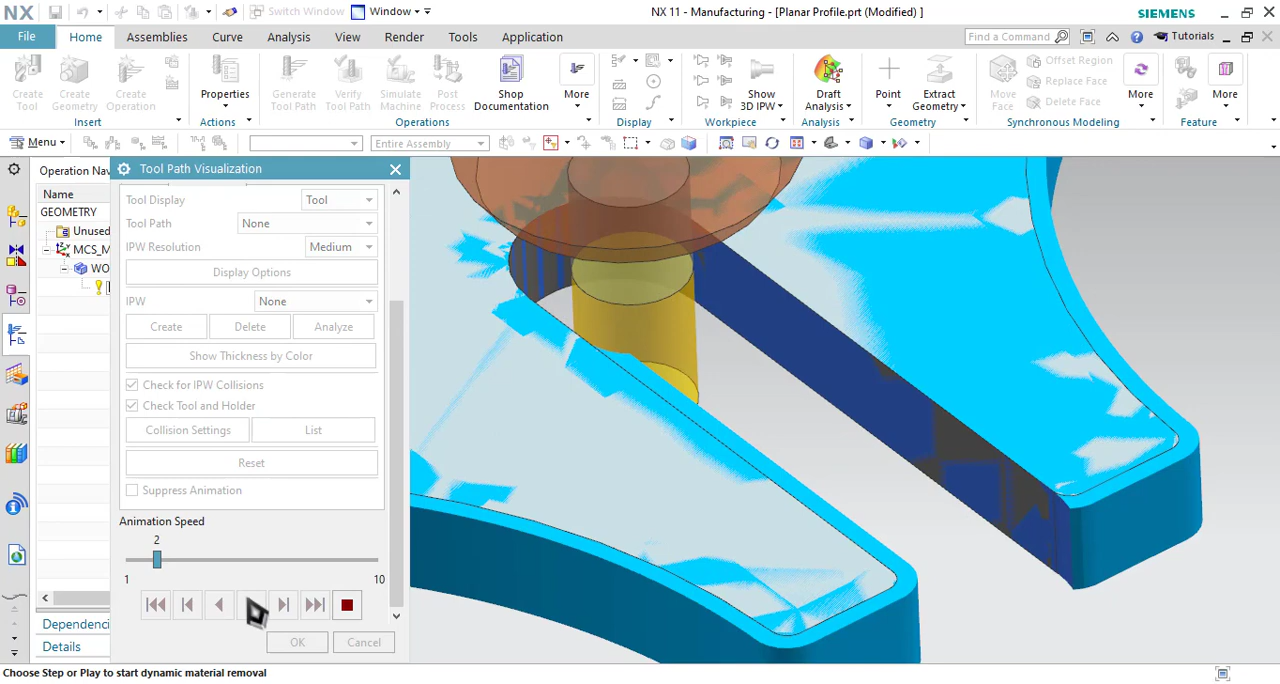 NX Switch Window Window NX 11 - Manufacturing - [Planar Profile.prt (Modified) ] SIEMENS
File Home Assemblies Curve Analysis View Render Tools Application Find a Command Tutorials
Create Tool Create Geometry Create Operation Properties Generate Tool Path Verify Tool Path Simulate Machine Post Process Shop Documentation More Show 3D IPW Draft Analysis Point Extract Geometry Move Face Offset Region Replace Face Delete Face More More
Insert Actions Operations Display Workpiece Analysis Geometry Synchronous Modeling Feature
Menu Entire Assembly
Operation Nav Tool Path Visualization
Name
GEOMETRY
Unused
MCS_M
WO
Tool Display Tool
Tool Path None
IPW Resolution Medium
Display Options
IPW None
Create Delete Analyze
Show Thickness by Color
Check for IPW Collisions
Check Tool and Holder
Collision Settings List
Reset
Suppress Animation
Animation Speed
2
1 10
Dependenci
OK Cancel
Details
Choose Step or Play to start dynamic material removal